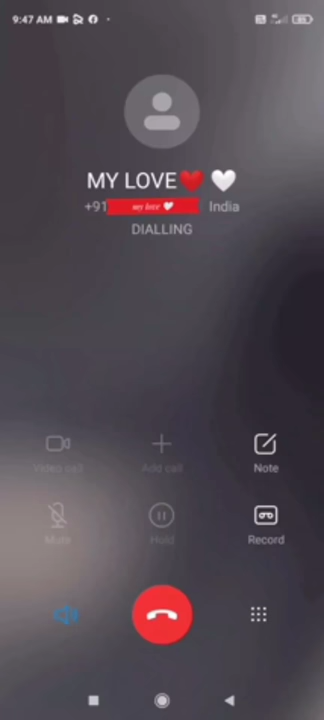 9:47 AM
MY LOVE❤️ 🤍
+91 my love 🤍 India
DIALLING
Video call Add call Note
Mute Hold Record